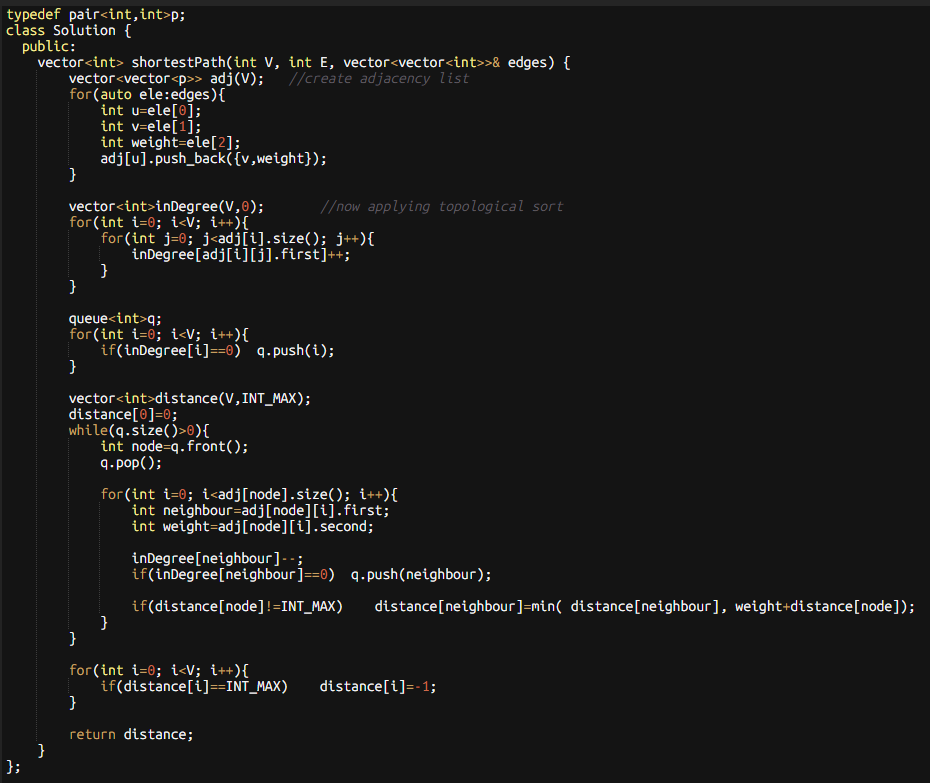 typedef pair<int,int>p;
class Solution {
  public:
    vector<int> shortestPath(int V, int E, vector<vector<int>>& edges) {
        vector<vector<p>> adj(V);   //create adjacency list
        for(auto ele:edges){
            int u=ele[0];
            int v=ele[1];
            int weight=ele[2];
            adj[u].push_back({v,weight});
        }

        vector<int>inDegree(V,0);       //now applying topological sort
        for(int i=0; i<V; i++){
            for(int j=0; j<adj[i].size(); j++){
                inDegree[adj[i][j].first]++;
            }
        }

        queue<int>q;
        for(int i=0; i<V; i++){
            if(inDegree[i]==0)  q.push(i);
        }

        vector<int>distance(V,INT_MAX);
        distance[0]=0;
        while(q.size()>0){
            int node=q.front();
            q.pop();

            for(int i=0; i<adj[node].size(); i++){
                int neighbour=adj[node][i].first;
                int weight=adj[node][i].second;

                inDegree[neighbour]--;
                if(inDegree[neighbour]==0)  q.push(neighbour);

                if(distance[node]!=INT_MAX)    distance[neighbour]=min( distance[neighbour], weight+distance[node]);
            }
        }

        for(int i=0; i<V; i++){
            if(distance[i]==INT_MAX)    distance[i]=-1;
        }

        return distance;
    }
};